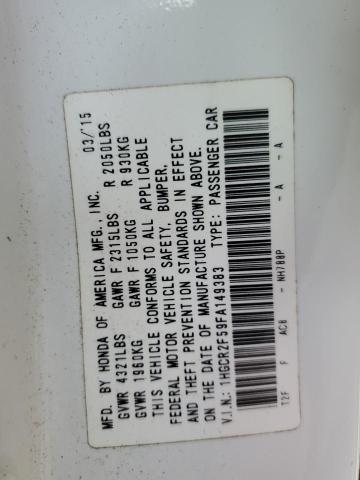 MFD. BY HONDA OF AMERICA MFG., INC. 03/15
GVWR 4321LBS GAWR F 2315LBS R 2050LBS
GVWR 1960KG GAWR F 1050KG R 930KG
THIS VEHICLE CONFORMS TO ALL APPLICABLE
FEDERAL MOTOR VEHICLE SAFETY, BUMPER,
AND THEFT PREVENTION STANDARDS IN EFFECT
ON THE DATE OF MANUFACTURE SHOWN ABOVE.
V.I.N.: 1HGCR2F59FA149383 TYPE: PASSENGER CAR
T2F F AC8 - NH788P - A - A